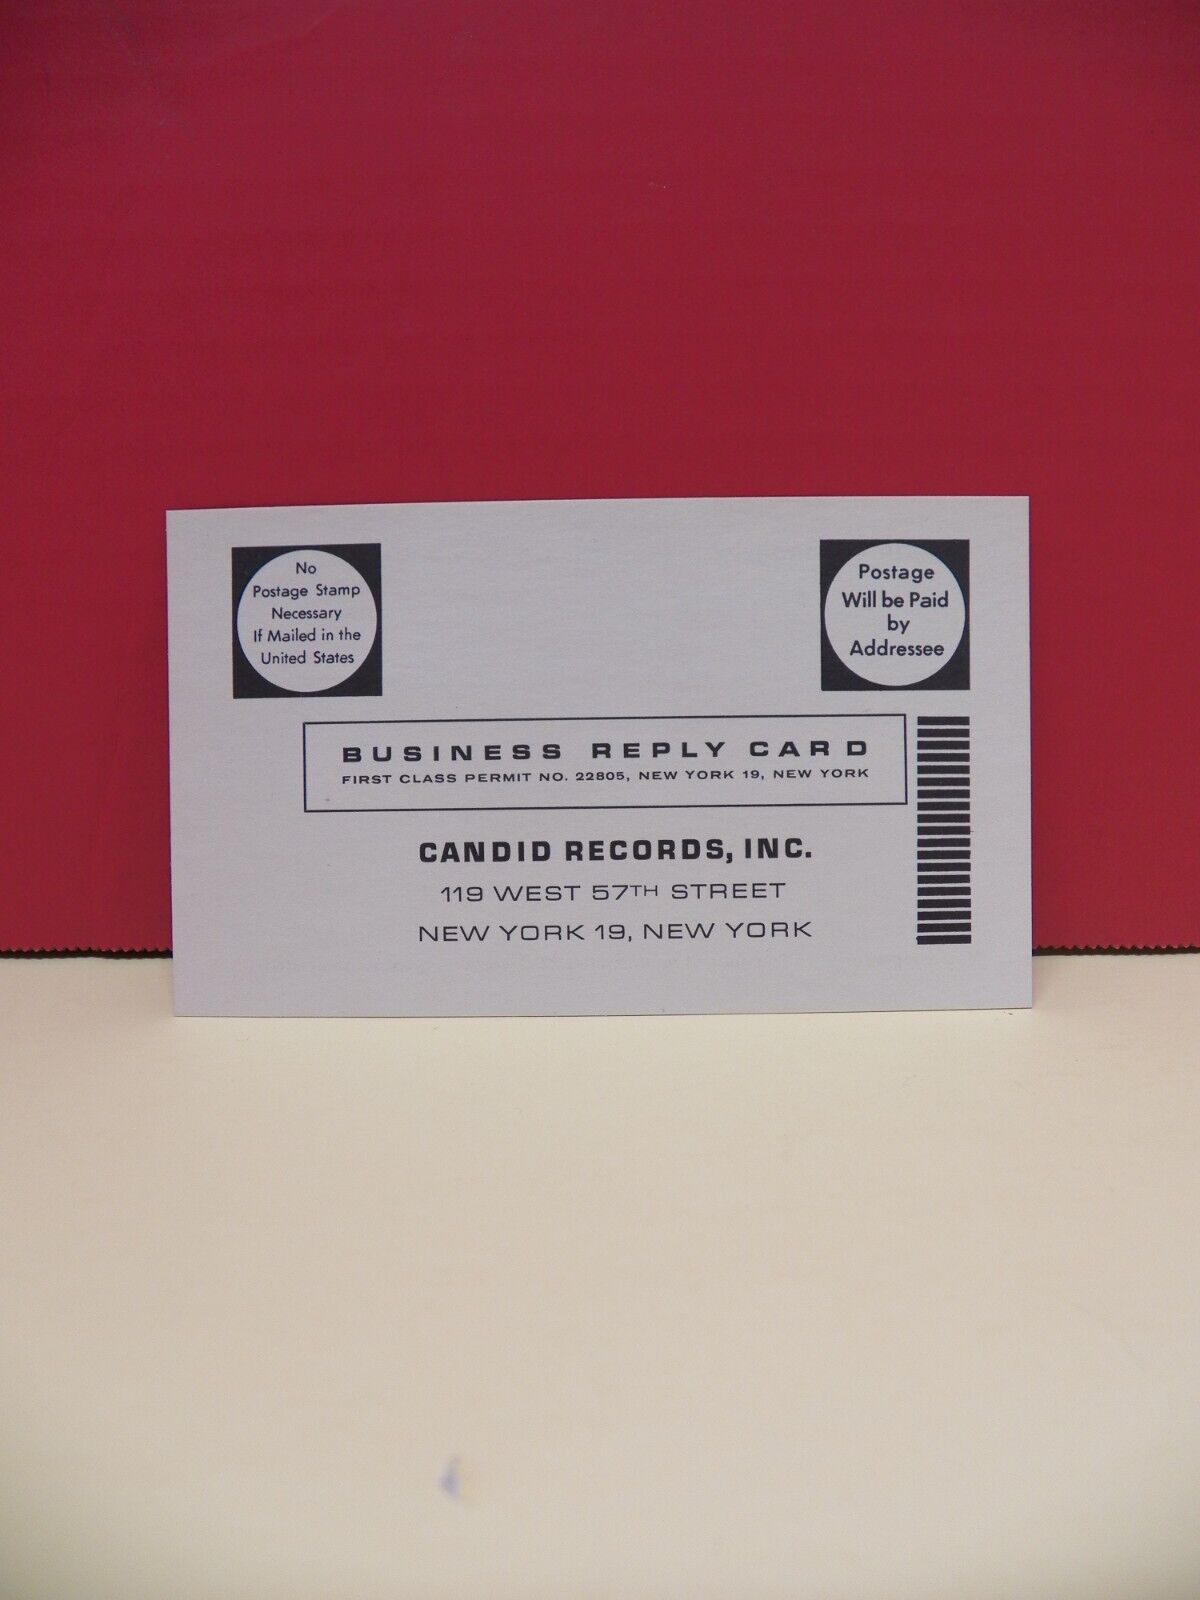 No
Postage Stamp
Necessary
If Mailed in the
United States
Postage
Will be Paid
by
Addressee
BUSINESS REPLY CARD
FIRST CLASS PERMIT NO. 22805, NEW YORK 19, NEW YORK
CANDID RECORDS, INC.
119 WEST 57TH STREET
NEW YORK 19, NEW YORK